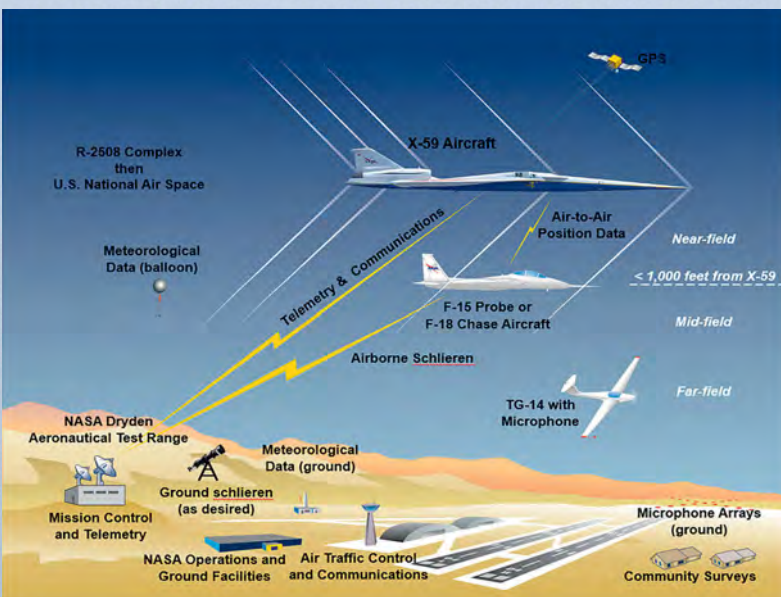 GPS
X-59 Aircraft
R-2508 Complex
then
U.S. National Air Space
Air-to-Air
Position Data
Near-field
Meteorological
Data (balloon)
Telemetry & Communications
< 1,000 feet from X-59
F-15 Probe or
F-18 Chase Aircraft
Mid-field
Airborne Schlieren
Far-field
TG-14 with
Microphone
NASA Dryden
Aeronautical Test Range
Meteorological
Data (ground)
Ground schlieren
(as desired)
Mission Control
and Telemetry
Microphone Arrays
(ground)
NASA Operations and
Ground Facilities
Air Traffic Control
and Communications
Community Surveys